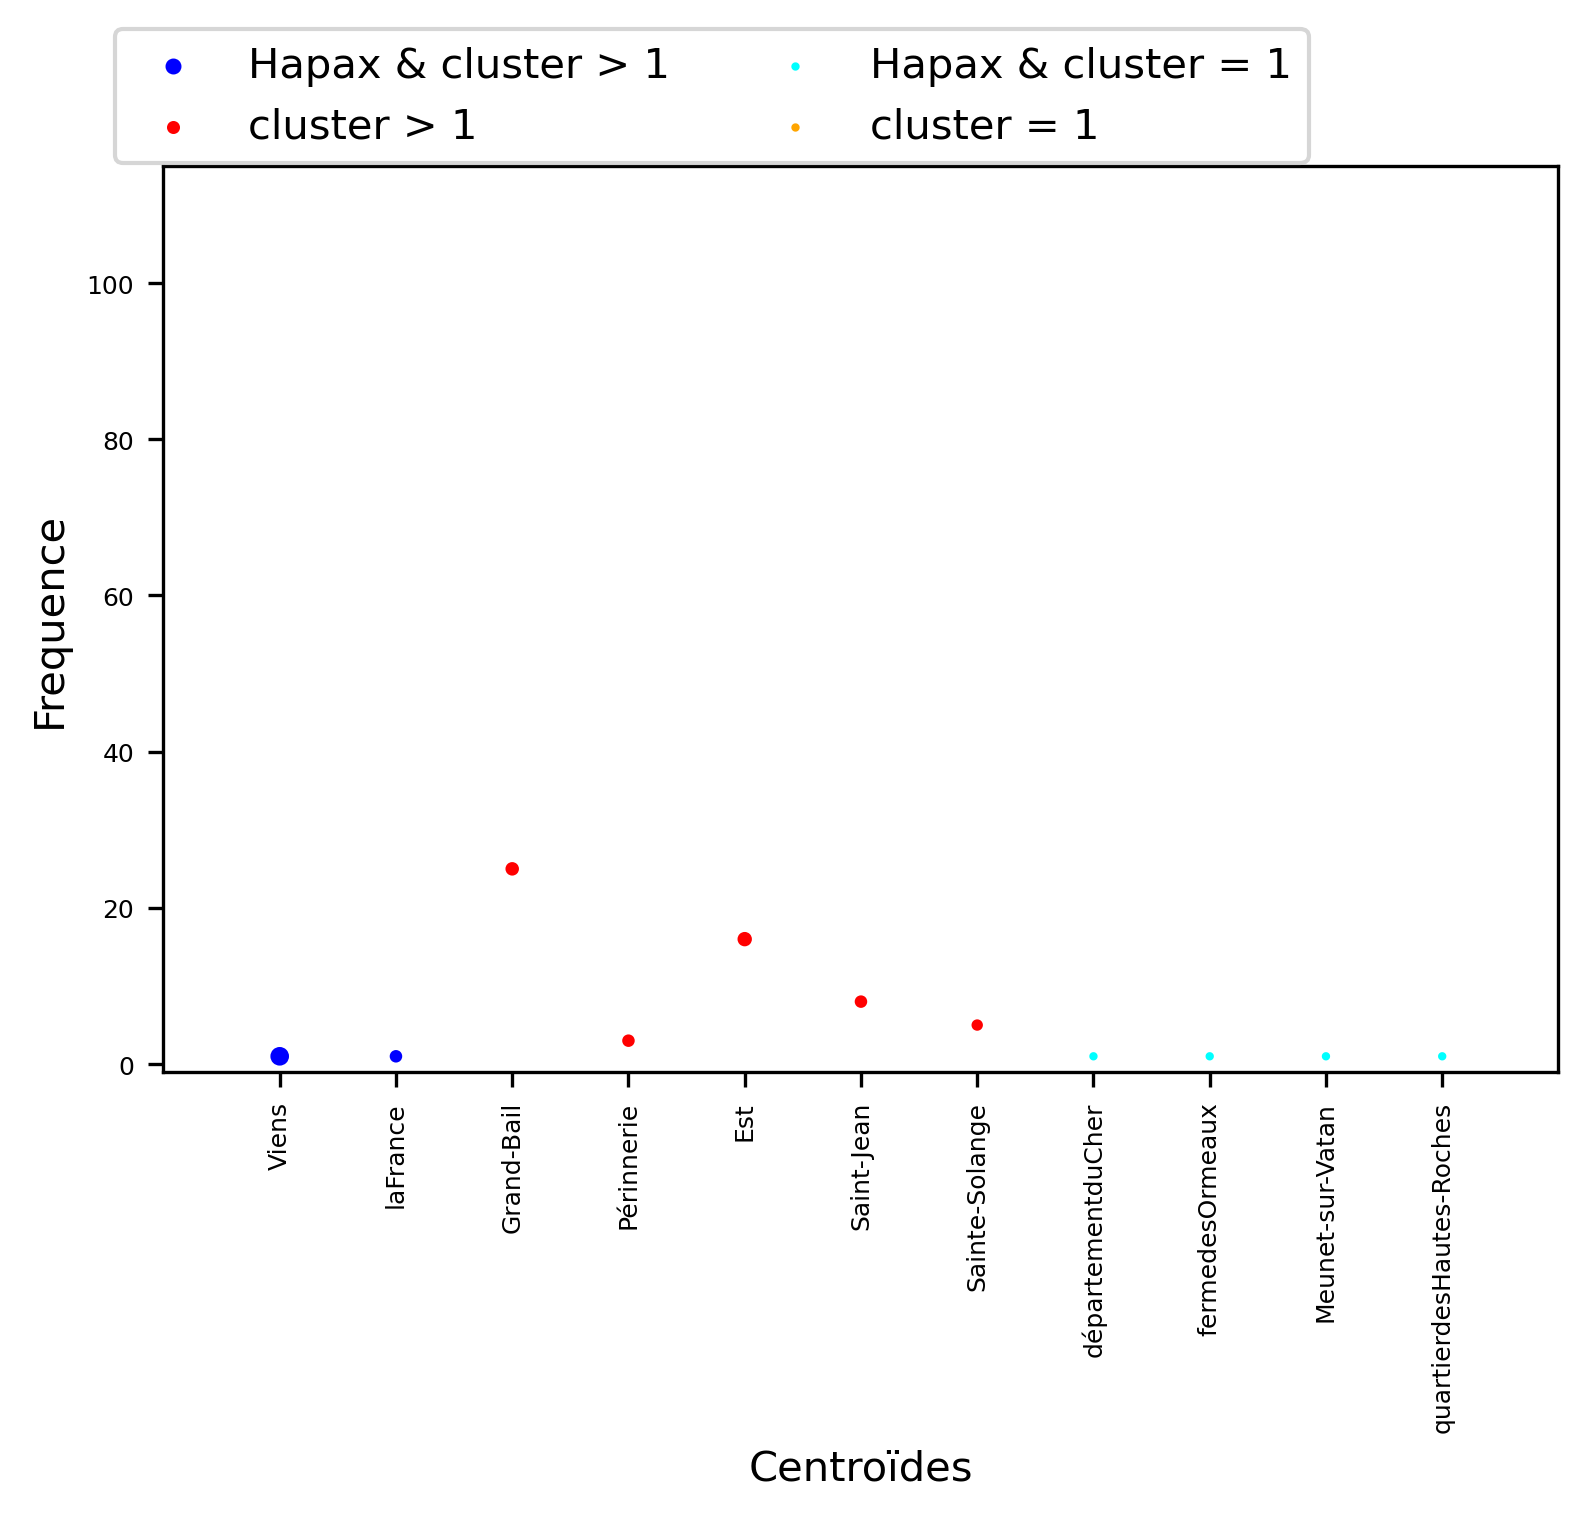 Hapax & cluster > 1
cluster > 1
Hapax & cluster = 1
cluster = 1
100
80
60
40
20
0
Frequence
Viens
laFrance
Grand-Bail
Périnnerie
Est
Saint-Jean
Sainte-Solange
départementduCher
fermedesOrmeaux
Meunet-sur-Vatan
quartierdesHautes-Roches
Centroïdes